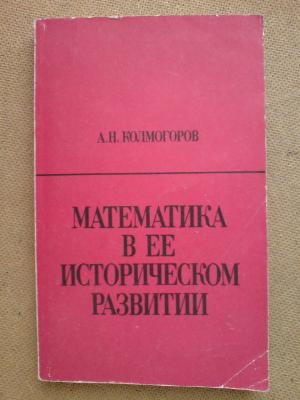 А.Н. КОЛМОГОРОВ
МАТЕМАТИКА
В ЕЕ
ИСТОРИЧЕСКОМ
РАЗВИТИИ